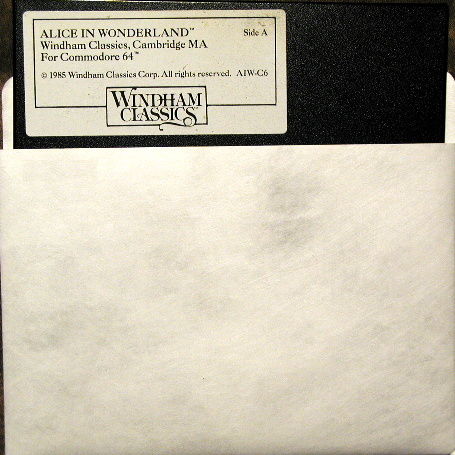 ALICE IN WONDERLAND™ Side A
Windham Classics, Cambridge MA
For Commodore 64™
© 1985 Windham Classics Corp. All rights reserved. AIW-C6
WINDHAM
CLASSICS™